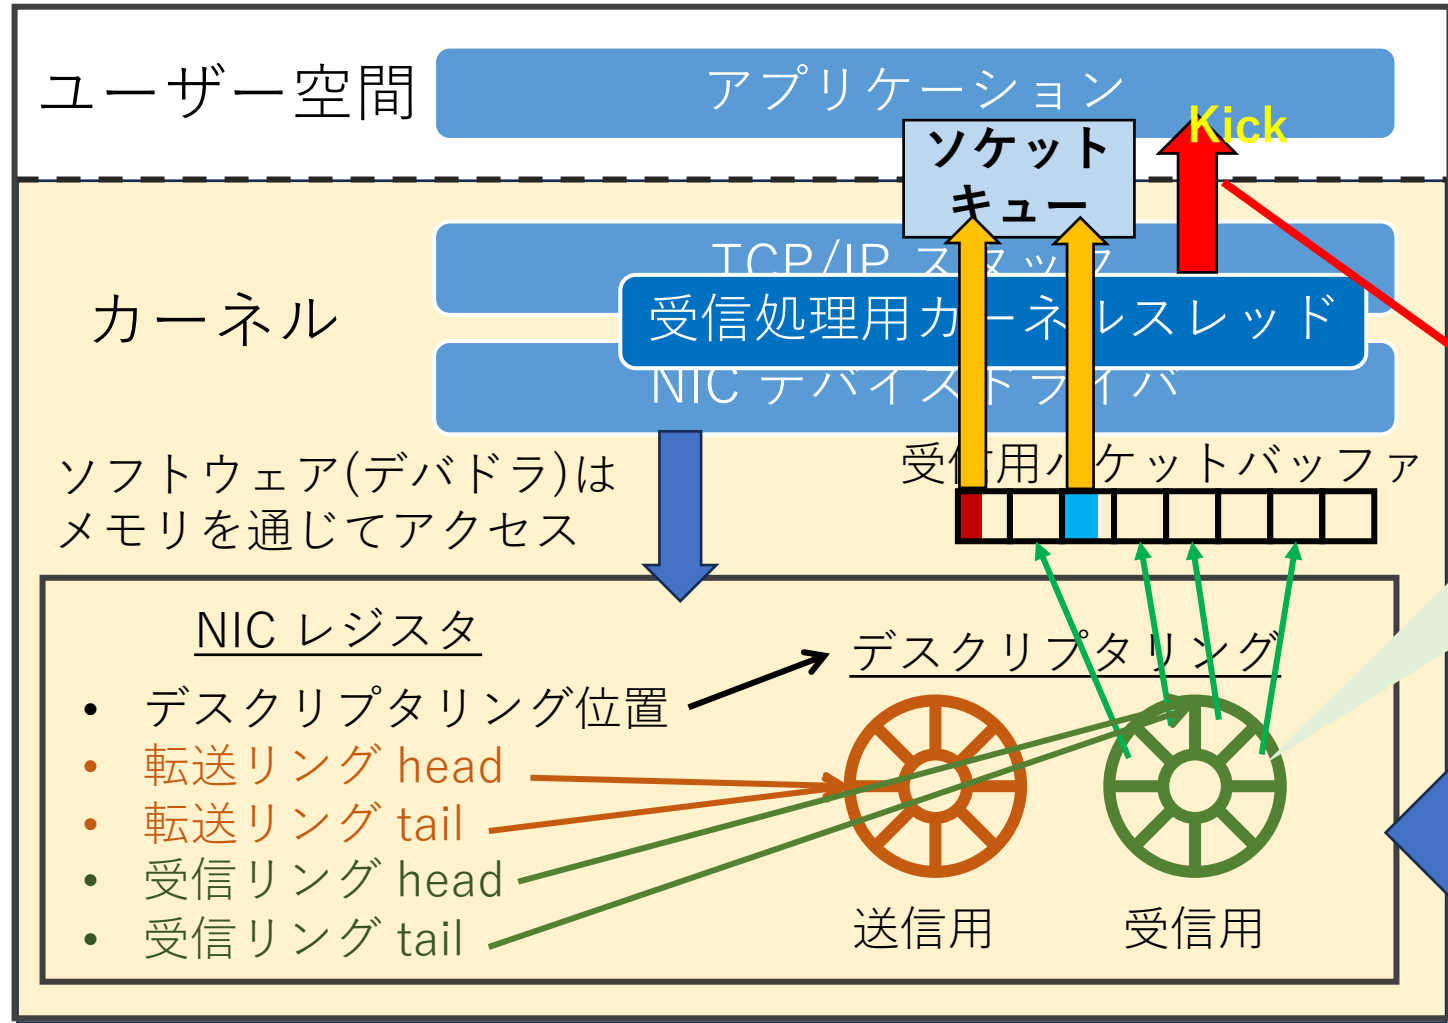 ユーザー空間
アプリケーション
Kick
ソケット
キュー
TCP/IP スタック
カーネル
受信処理用カーネルスレッド
NIC デバイスドライバ
ソフトウェア(デバドラ)は
メモリを通じてアクセス
受信用パケットバッファ
NIC レジスタ
デスクリプタリング
• デスクリプタリング位置
• 転送リング head
• 転送リング tail
• 受信リング head
• 受信リング tail
送信用
受信用